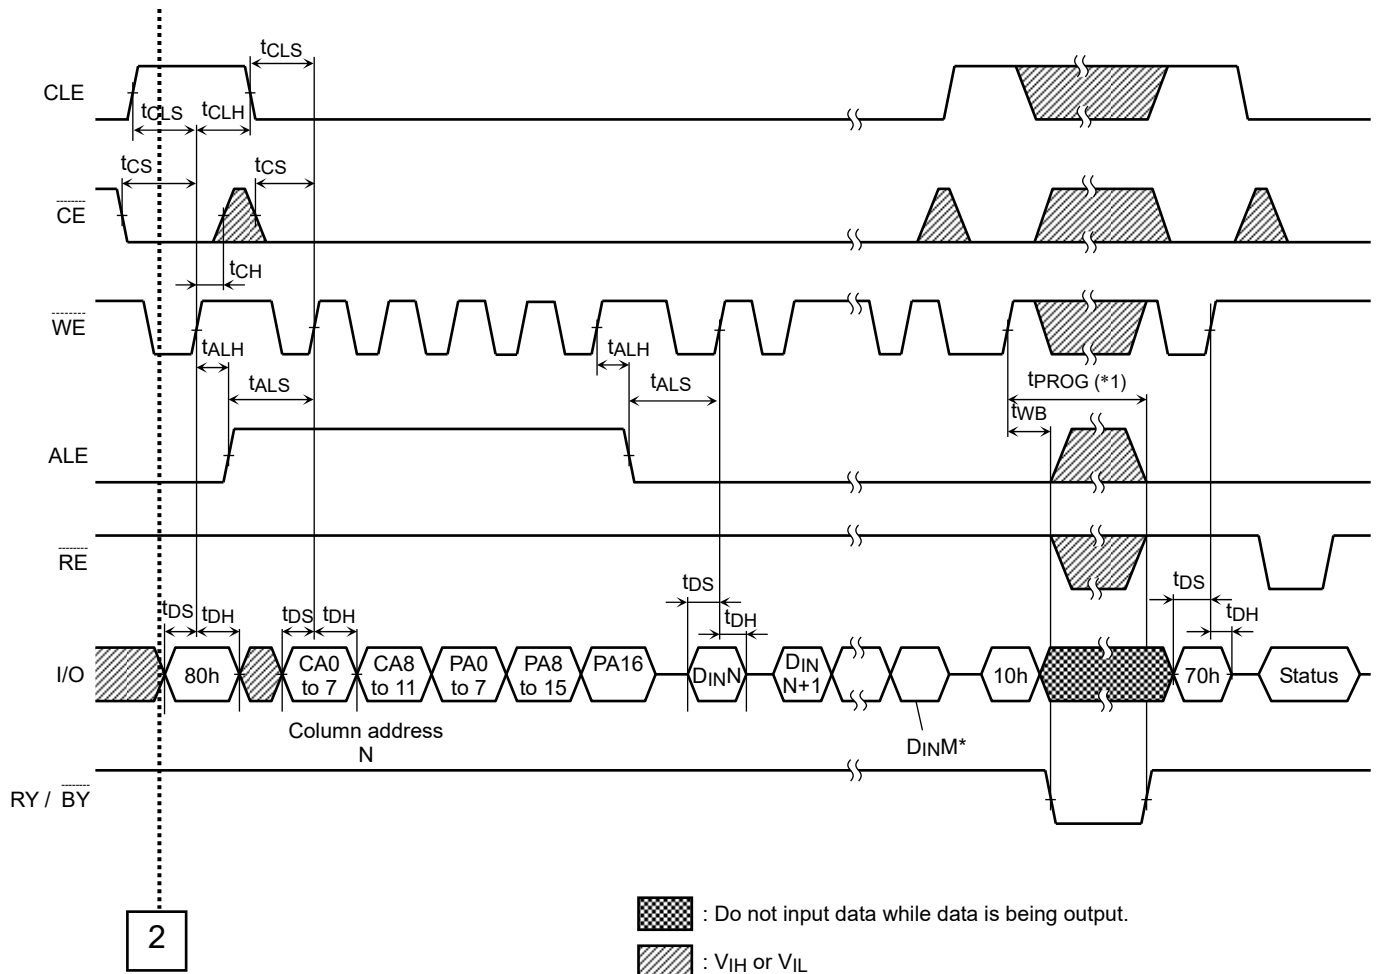 tCLS
CLE
tCLS tCLH
tCS tCS
CE
tCH
WE
tALH tALH
tALS tALS
tPROG (*1)
tWB
ALE
RE
tDS tDH tDS tDH tDS tDH tDS tDH
I/O
80h
CA0 to 7
CA8 to 11
PA0 to 7
PA8 to 15
PA16
DINN
DIN N+1
10h
70h
Status
Column address
N
DINM*
RY / BY
2
: Do not input data while data is being output.
: VIH or VIL